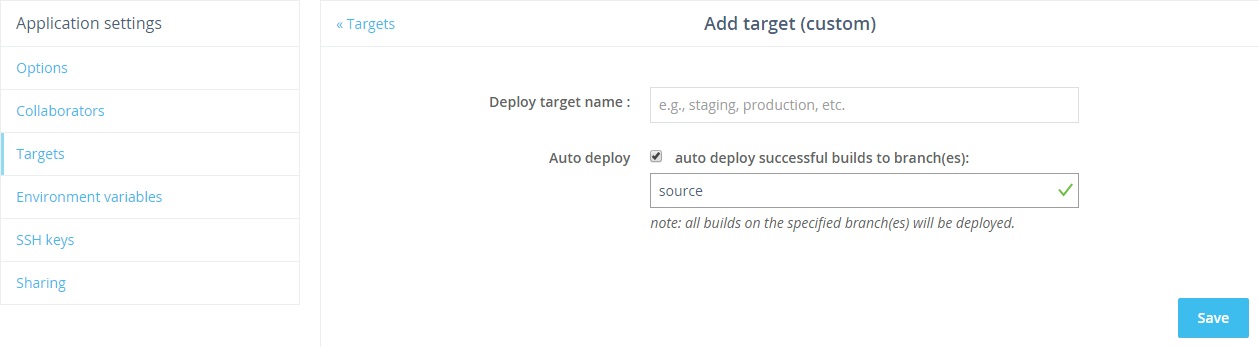 Application settings
Options
Collaborators
Targets
Environment variables
SSH keys
Sharing
« Targets
Add target (custom)
Deploy target name :
e.g., staging, production, etc.
Auto deploy
auto deploy successful builds to branch(es):
source
note: all builds on the specified branch(es) will be deployed.
Save